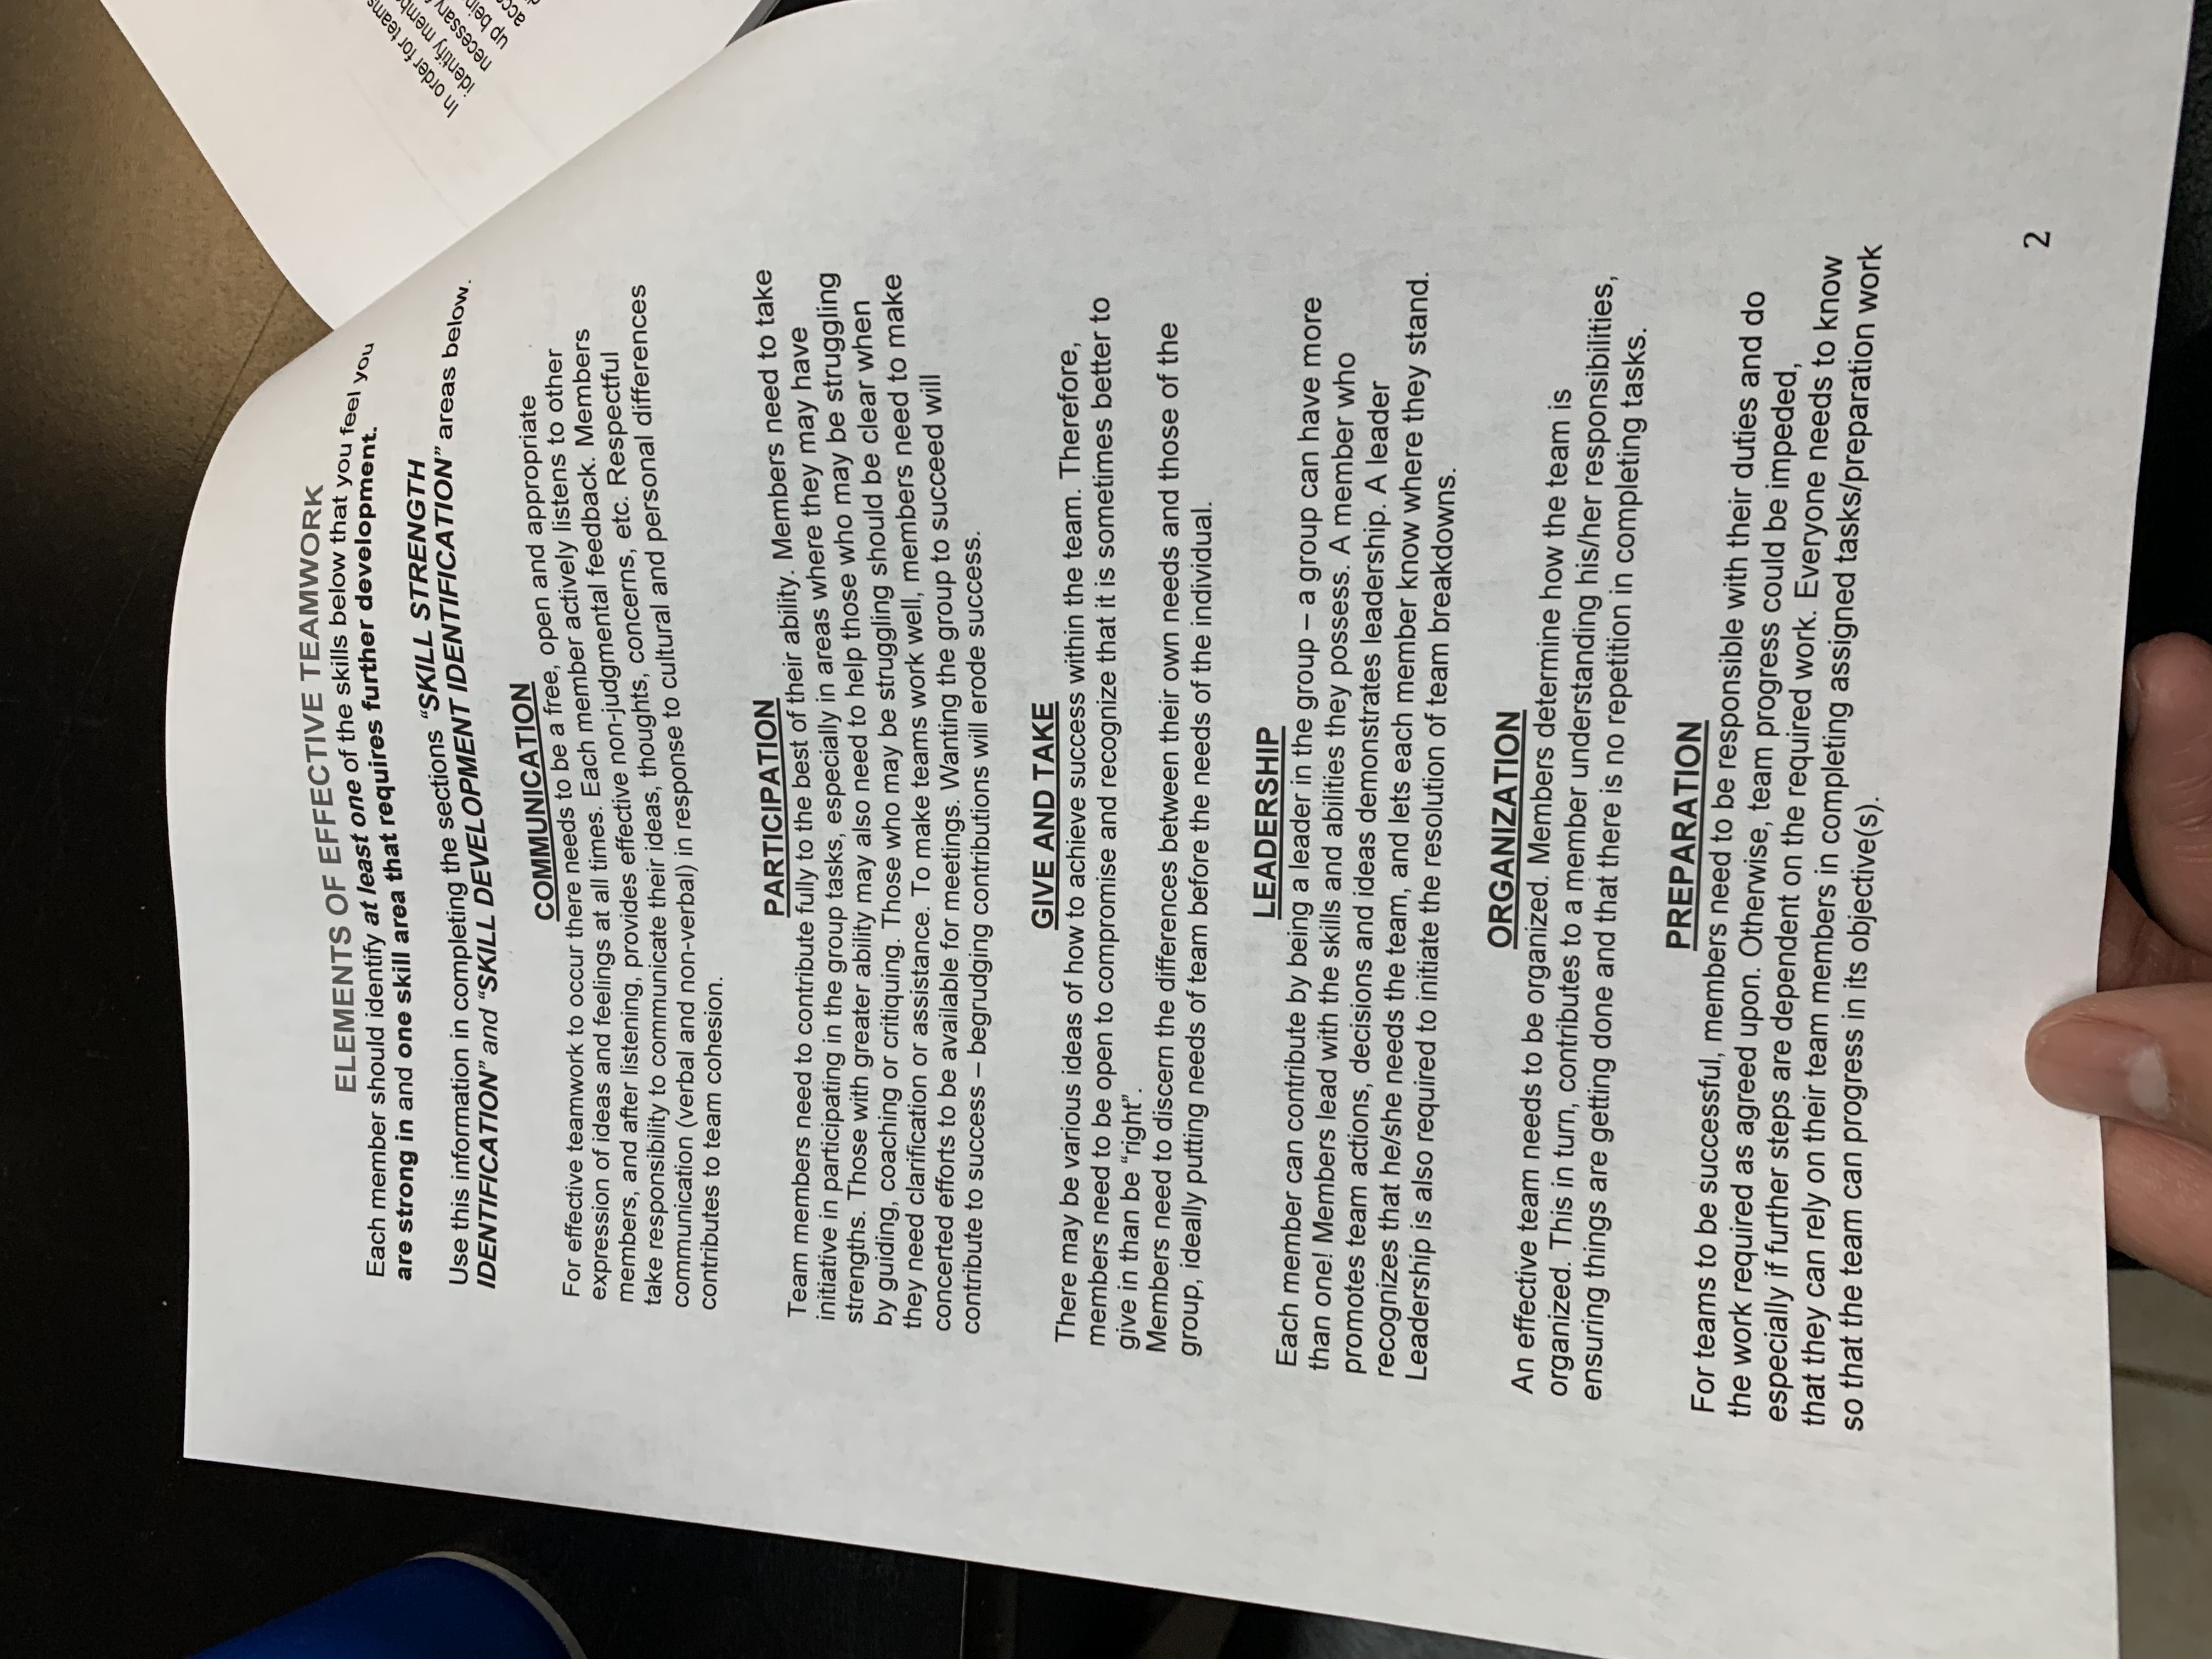 ELEMENTS OF EFFECTIVE TEAMWORK
Each member should identify at least one of the skills below that you feel you
are strong in and one skill area that requires further development.
Use this information in completing the sections “SKILL STRENGTH
IDENTIFICATION” and “SKILL DEVELOPMENT IDENTIFICATION” areas below.
COMMUNICATION
For effective teamwork to occur there needs to be a free, open and appropriate
expression of ideas and feelings at all times. Each member actively listens to other
members, and after listening, provides effective non-judgmental feedback. Members
take responsibility to communicate their ideas, thoughts, concerns, etc. Respectful
communication (verbal and non-verbal) in response to cultural and personal differences
contributes to team cohesion.
PARTICIPATION
Team members need to contribute fully to the best of their ability. Members need to take
initiative in participating in the group tasks, especially in areas where they may have
strengths. Those with greater ability may also need to help those who may be struggling
by guiding, coaching or critiquing. Those who may be struggling should be clear when
they need clarification or assistance. To make teams work well, members need to make
concerted efforts to be available for meetings. Wanting the group to succeed will
contribute to success – begrudging contributions will erode success.
GIVE AND TAKE
There may be various ideas of how to achieve success within the team. Therefore,
members need to be open to compromise and recognize that it is sometimes better to
give in than be “right”.
Members need to discern the differences between their own needs and those of the
group, ideally putting needs of team before the needs of the individual.
LEADERSHIP
Each member can contribute by being a leader in the group – a group can have more
than one! Members lead with the skills and abilities they possess. A member who
promotes team actions, decisions and ideas demonstrates leadership. A leader
recognizes that he/she needs the team, and lets each member know where they stand.
Leadership is also required to initiate the resolution of team breakdowns.
ORGANIZATION
An effective team needs to be organized. Members determine how the team is
organized. This in turn, contributes to a member understanding his/her responsibilities,
ensuring things are getting done and that there is no repetition in completing tasks.
PREPARATION
For teams to be successful, members need to be responsible with their duties and do
the work required as agreed upon. Otherwise, team progress could be impeded,
especially if further steps are dependent on the required work. Everyone needs to know
that they can rely on their team members in completing assigned tasks/preparation work
so that the team can progress in its objective(s).
2
In order for teams
identify
necessary
up